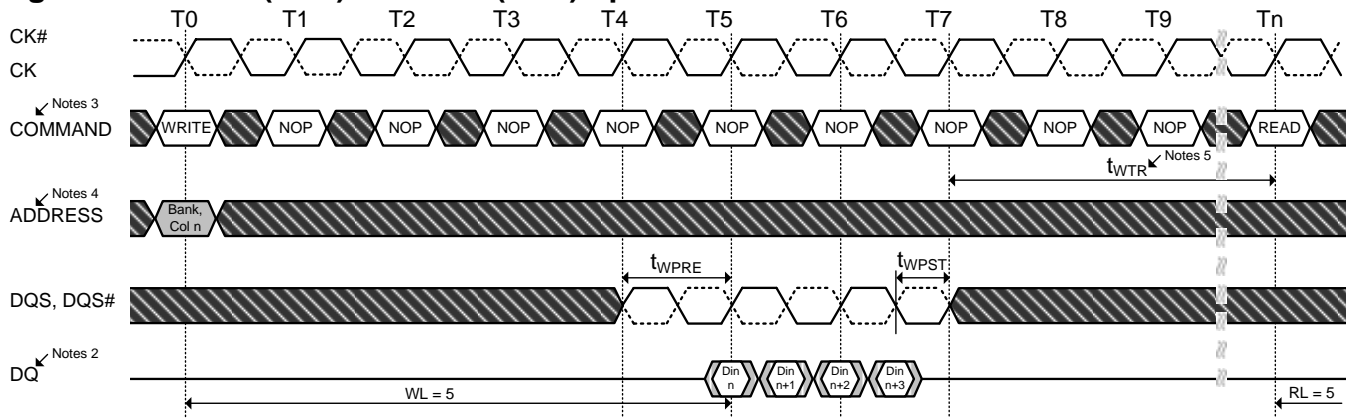 T0 T1 T2 T3 T4 T5 T6 T7 T8 T9 Tn
CK#
CK
Notes 3
COMMAND WRITE NOP NOP NOP NOP NOP NOP NOP NOP NOP READ
tWTR Notes 5
Notes 4
ADDRESS
Bank,
Col n
tWPRE tWPST
DQS, DQS#
Notes 2
DQ
Din Din Din Din
n n+1 n+2 n+3
WL = 5 RL = 5